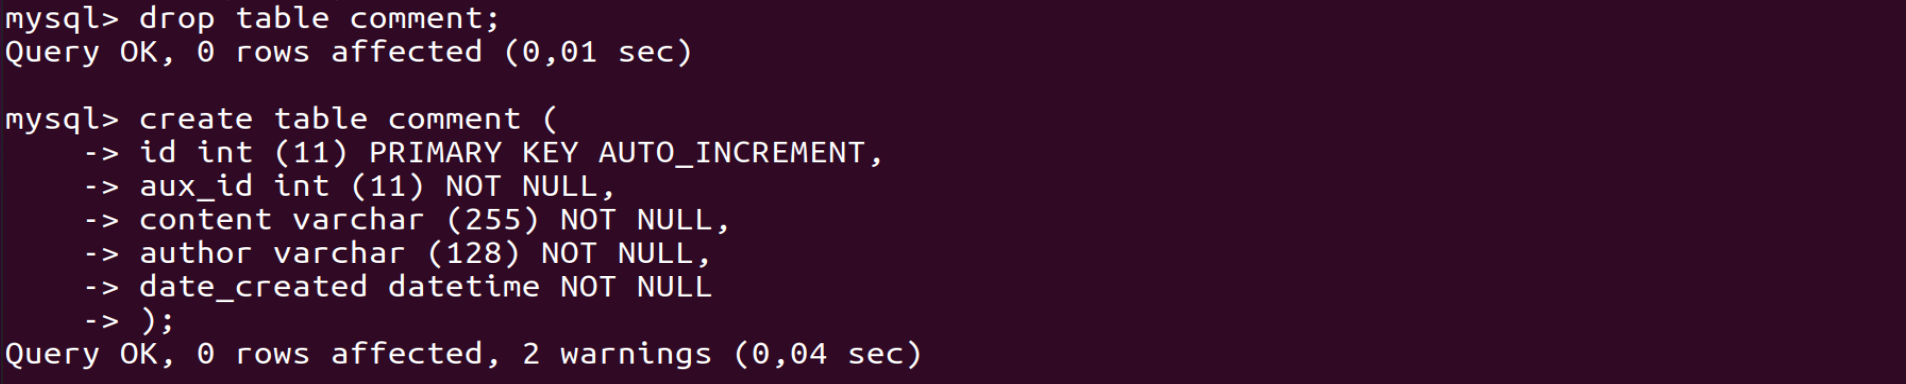 mysql> drop table comment;
Query OK, 0 rows affected (0,01 sec)

mysql> create table comment (
    -> id int (11) PRIMARY KEY AUTO_INCREMENT,
    -> aux_id int (11) NOT NULL,
    -> content varchar (255) NOT NULL,
    -> author varchar (128) NOT NULL,
    -> date_created datetime NOT NULL
    -> );
Query OK, 0 rows affected, 2 warnings (0,04 sec)